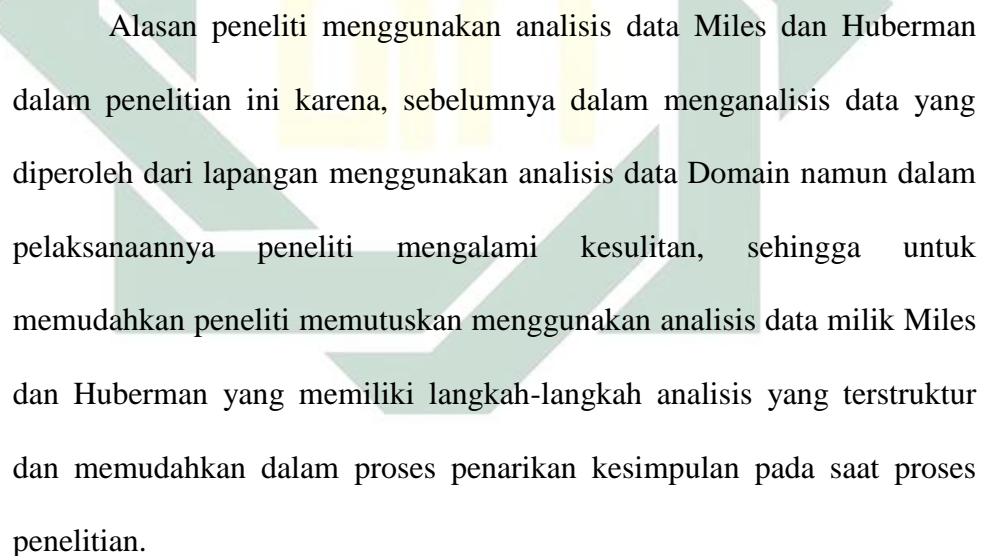 Alasan peneliti menggunakan analisis data Miles dan Huberman
dalam penelitian ini karena, sebelumnya dalam menganalisis data yang
diperoleh dari lapangan menggunakan analisis data Domain namun dalam
pelaksanaannya peneliti mengalami kesulitan, sehingga untuk
memudahkan peneliti memutuskan menggunakan analisis data milik Miles
dan Huberman yang memiliki langkah-langkah analisis yang terstruktur
dan memudahkan dalam proses penarikan kesimpulan pada saat proses
penelitian.